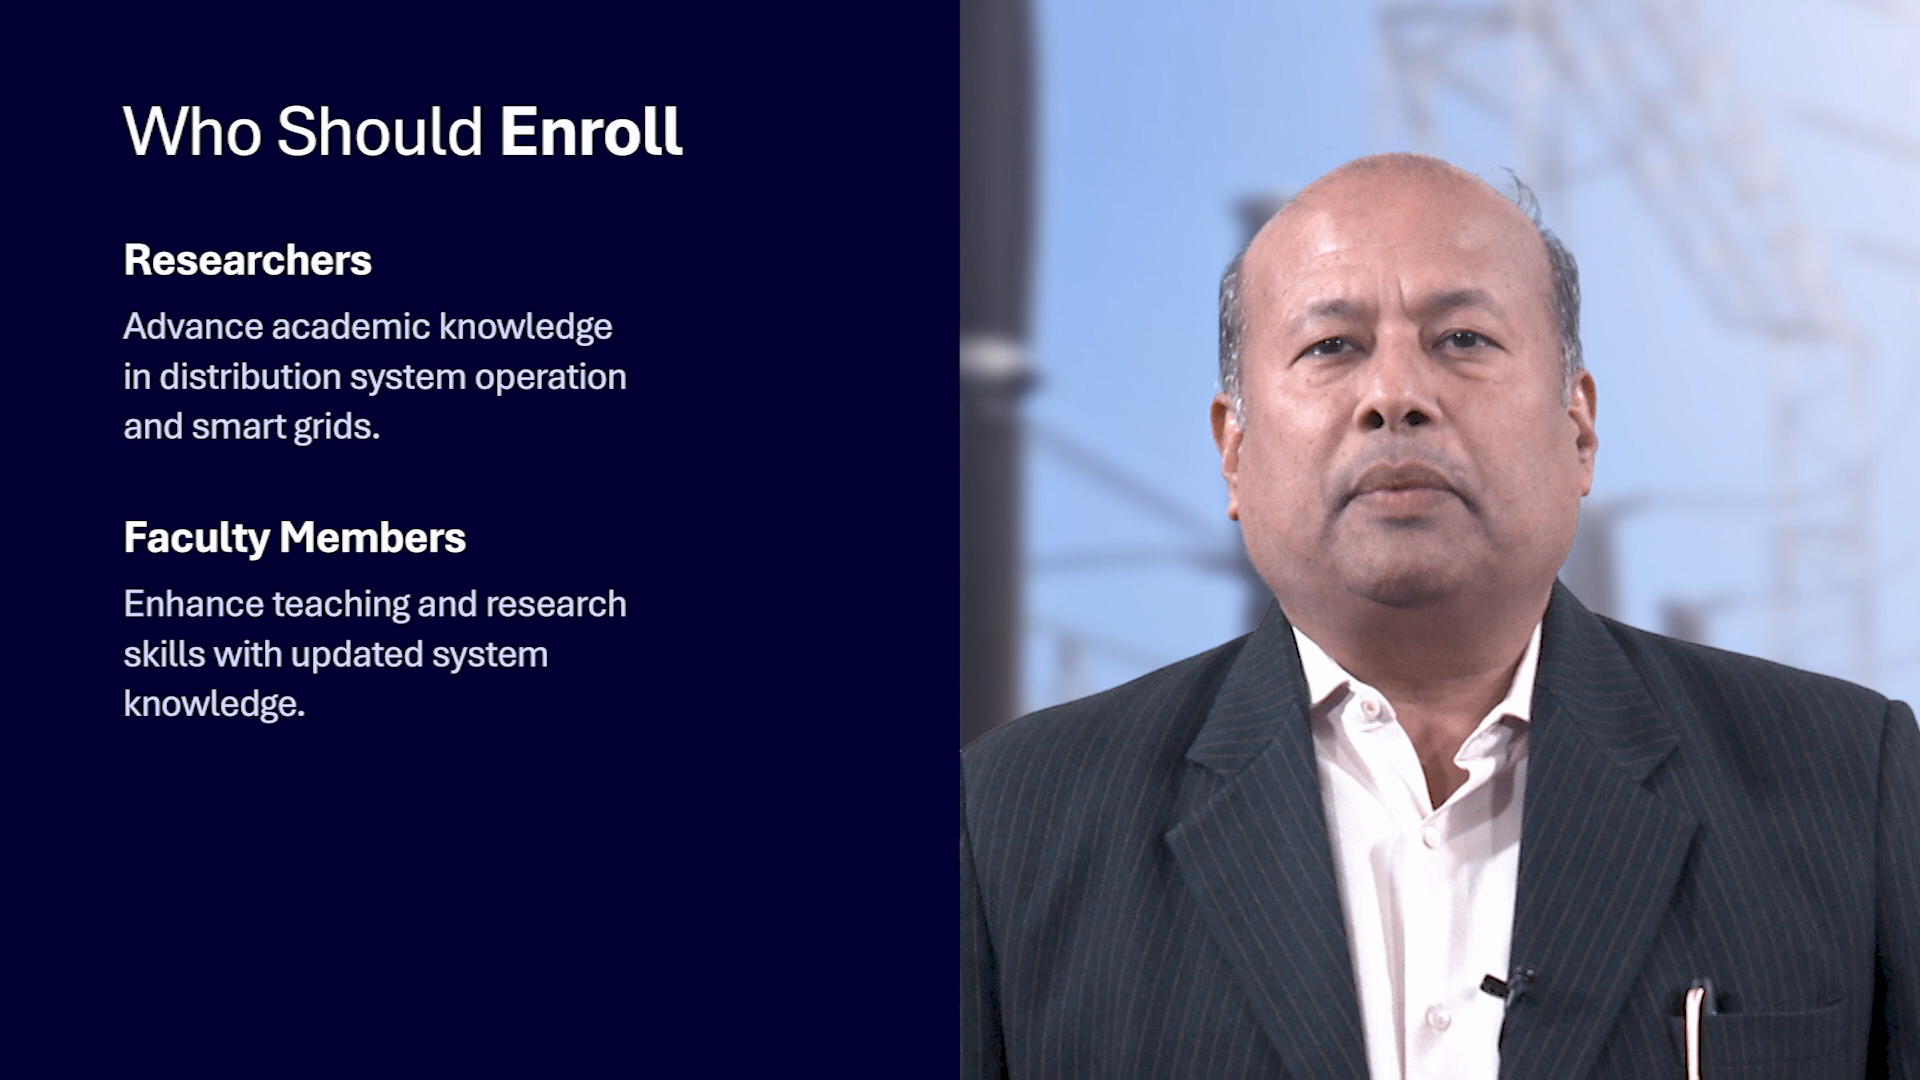 Who Should Enroll
Researchers
Advance academic knowledge
in distribution system operation
and smart grids.
Faculty Members
Enhance teaching and research
skills with updated system
knowledge.